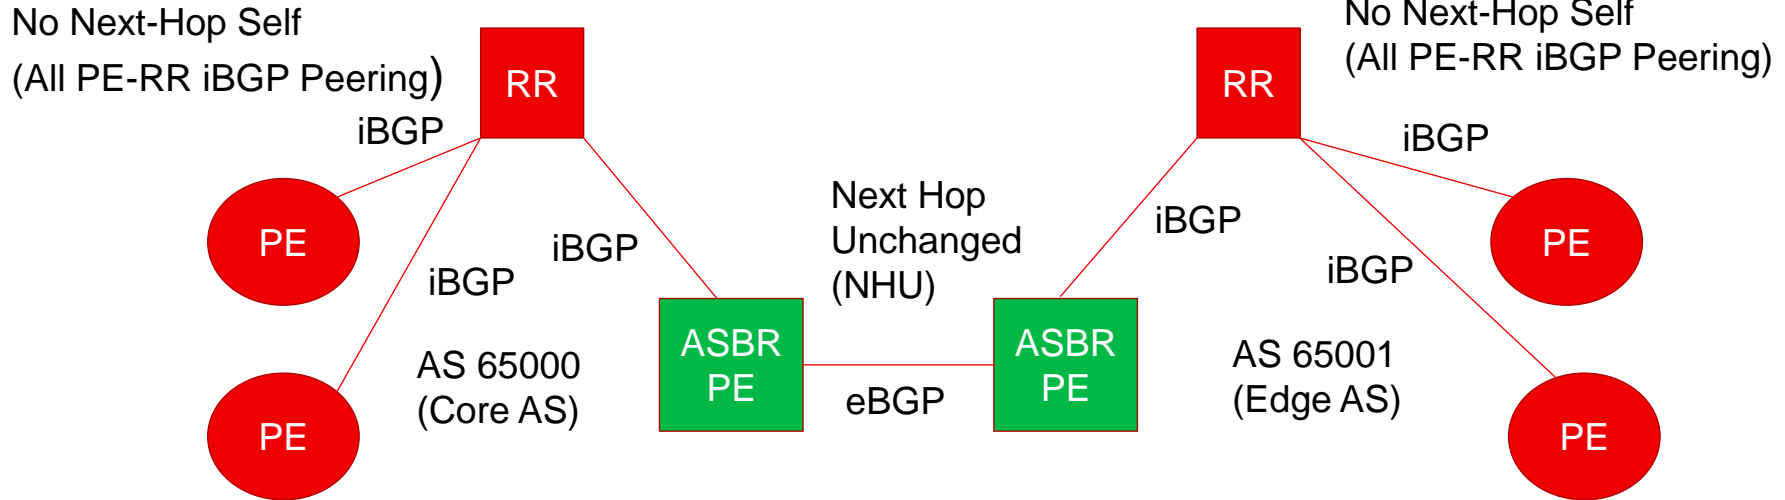 No Next-Hop Self
(All PE-RR iBGP Peering)
RR
iBGP
PE
iBGP
iBGP
PE
AS 65000
(Core AS)
ASBR
PE
Next Hop
Unchanged
(NHU)
eBGP
ASBR
PE
No Next-Hop Self
(All PE-RR iBGP Peering)
RR
iBGP
iBGP
PE
iBGP
AS 65001
(Edge AS)
PE